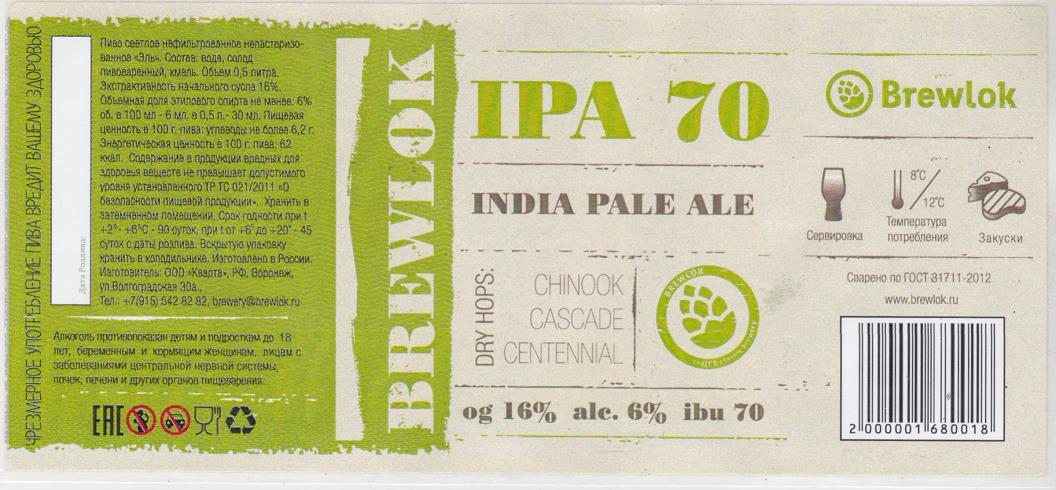 ЧРЕЗМЕРНОЕ УПОТРЕБЛЕНИЕ ПИВА ВРЕДИТ ВАШЕМУ ЗДОРОВЬЮ
Дата Розлива:
Пиво светлое нефильтрованное непастеризо-
ванное «Эль». Состав: вода, солод
пивоваренный, хмель. Объем 0,5 литра.
Экстрактивность начального сусла 16%.
Объемная доля этилового спирта не менее: 6%
об, в 100 мл - 6 мл, в 0,5 л.- 30 мл. Пищевая
ценность в 100 г. пива: углеводы не более 6,2 г.
Энергетическая ценность в 100 г. пива: 62
ккал. Содержание в продукции вредных для
здоровья веществ не превышает допустимого
уровня установленного ТР ТС 021/2011 «О
безопасности пищевой продукции». Хранить в
затемненном помещении. Срок годности при t
+2°- +6°С - 90 суток, при t от +6° до +20° - 45
суток с даты розлива. Вскрытую упаковку
хранить в холодильнике. Изготовлено в России.
Изготовитель: ООО «Кварта», РФ, Воронеж,
ул.Волгоградская 30а.,
Тел.: +7(915) 542 82 82, brewery@brewlok.ru
Алкоголь противопоказан детям и подросткам до 18
лет, беременным и кормящим женщинам, лицам с
заболеваниями центральной нервной системы,
почек, печени и других органов пищеварения.
EAC
BREWLOK
IPA 70
INDIA PALE ALE
DRY HOPS:
CHINOOK
CASCADE
CENTENNIAL
BREWLOK
craft & classic brewery
og 16% alc. 6% ibu 70
Brewlok
8°C
12°C
Сервировка
Температура
потребления
Закуски
Сварено по ГОСТ 31711-2012
www.brewlok.ru
2 000001 680018